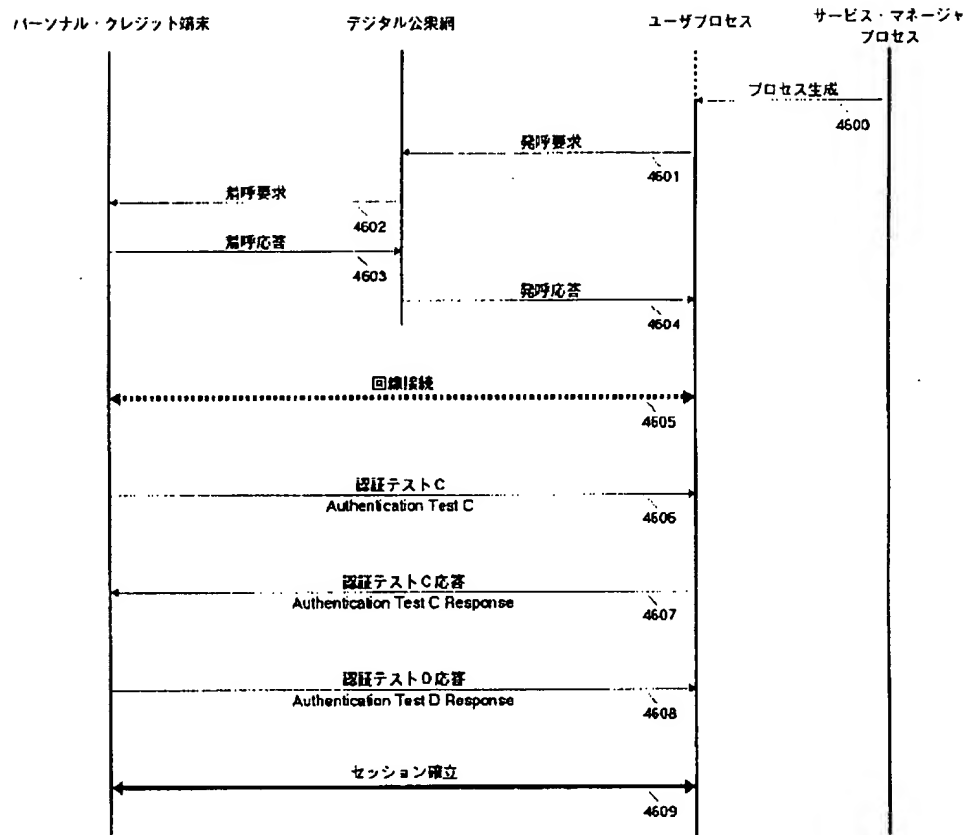 パーソナル・クレジット端末
デジタル公衆網
ユーザプロセス
サービス・マネージャ
プロセス
プロセス生成
4600
発呼要求
4601
着呼要求
4602
着呼応答
4603
発呼応答
4604
回線接続
4605
認証テストC
Authentication Test C
4606
認証テストC応答
Authentication Test C Response
4607
認証テストD応答
Authentication Test D Response
4608
セッション確立
4609